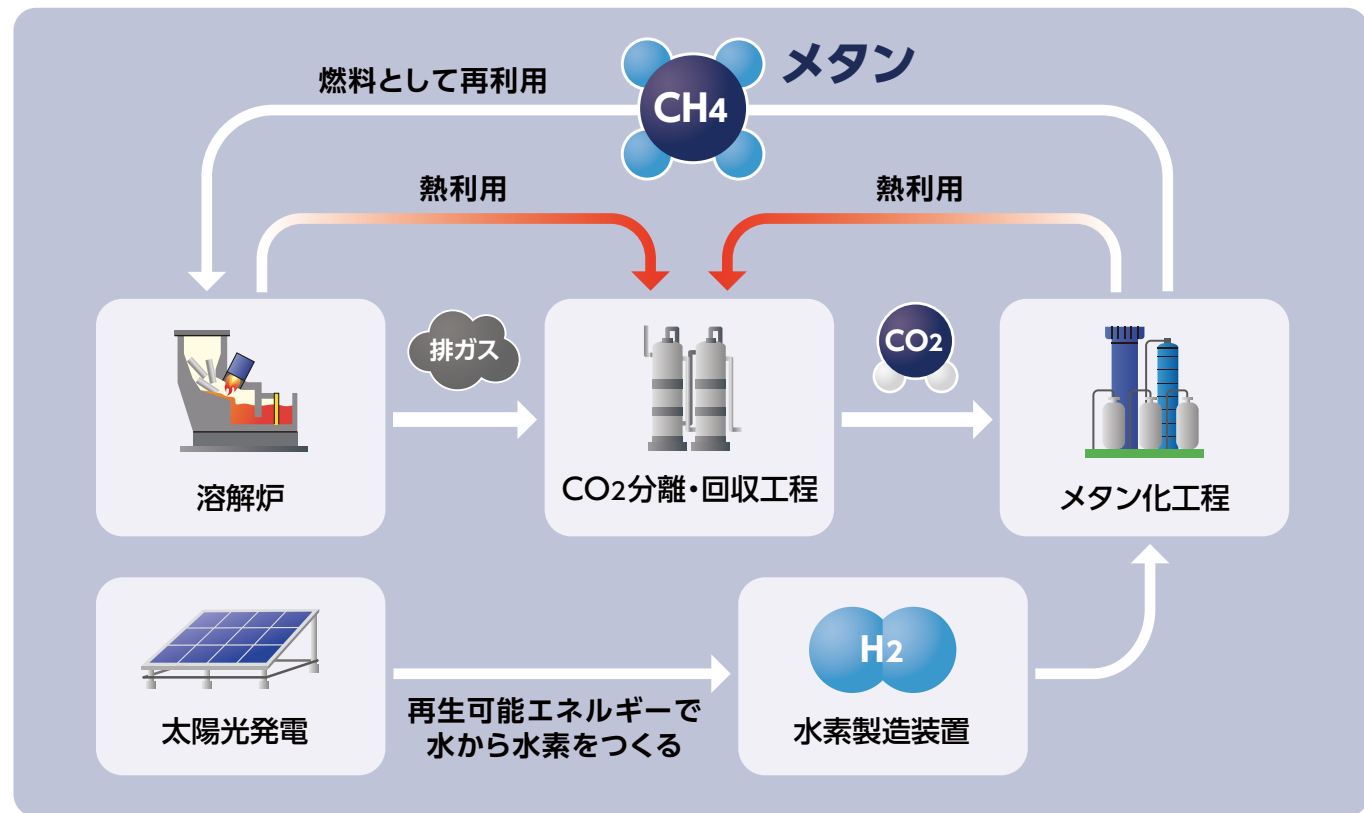 メタン
燃料として再利用
CH4
熱利用
熱利用
排ガス
CO2
溶解炉
CO2分離・回収工程
メタン化工程
H2
太陽光発電
再生可能エネルギーで
水から水素をつくる
水素製造装置